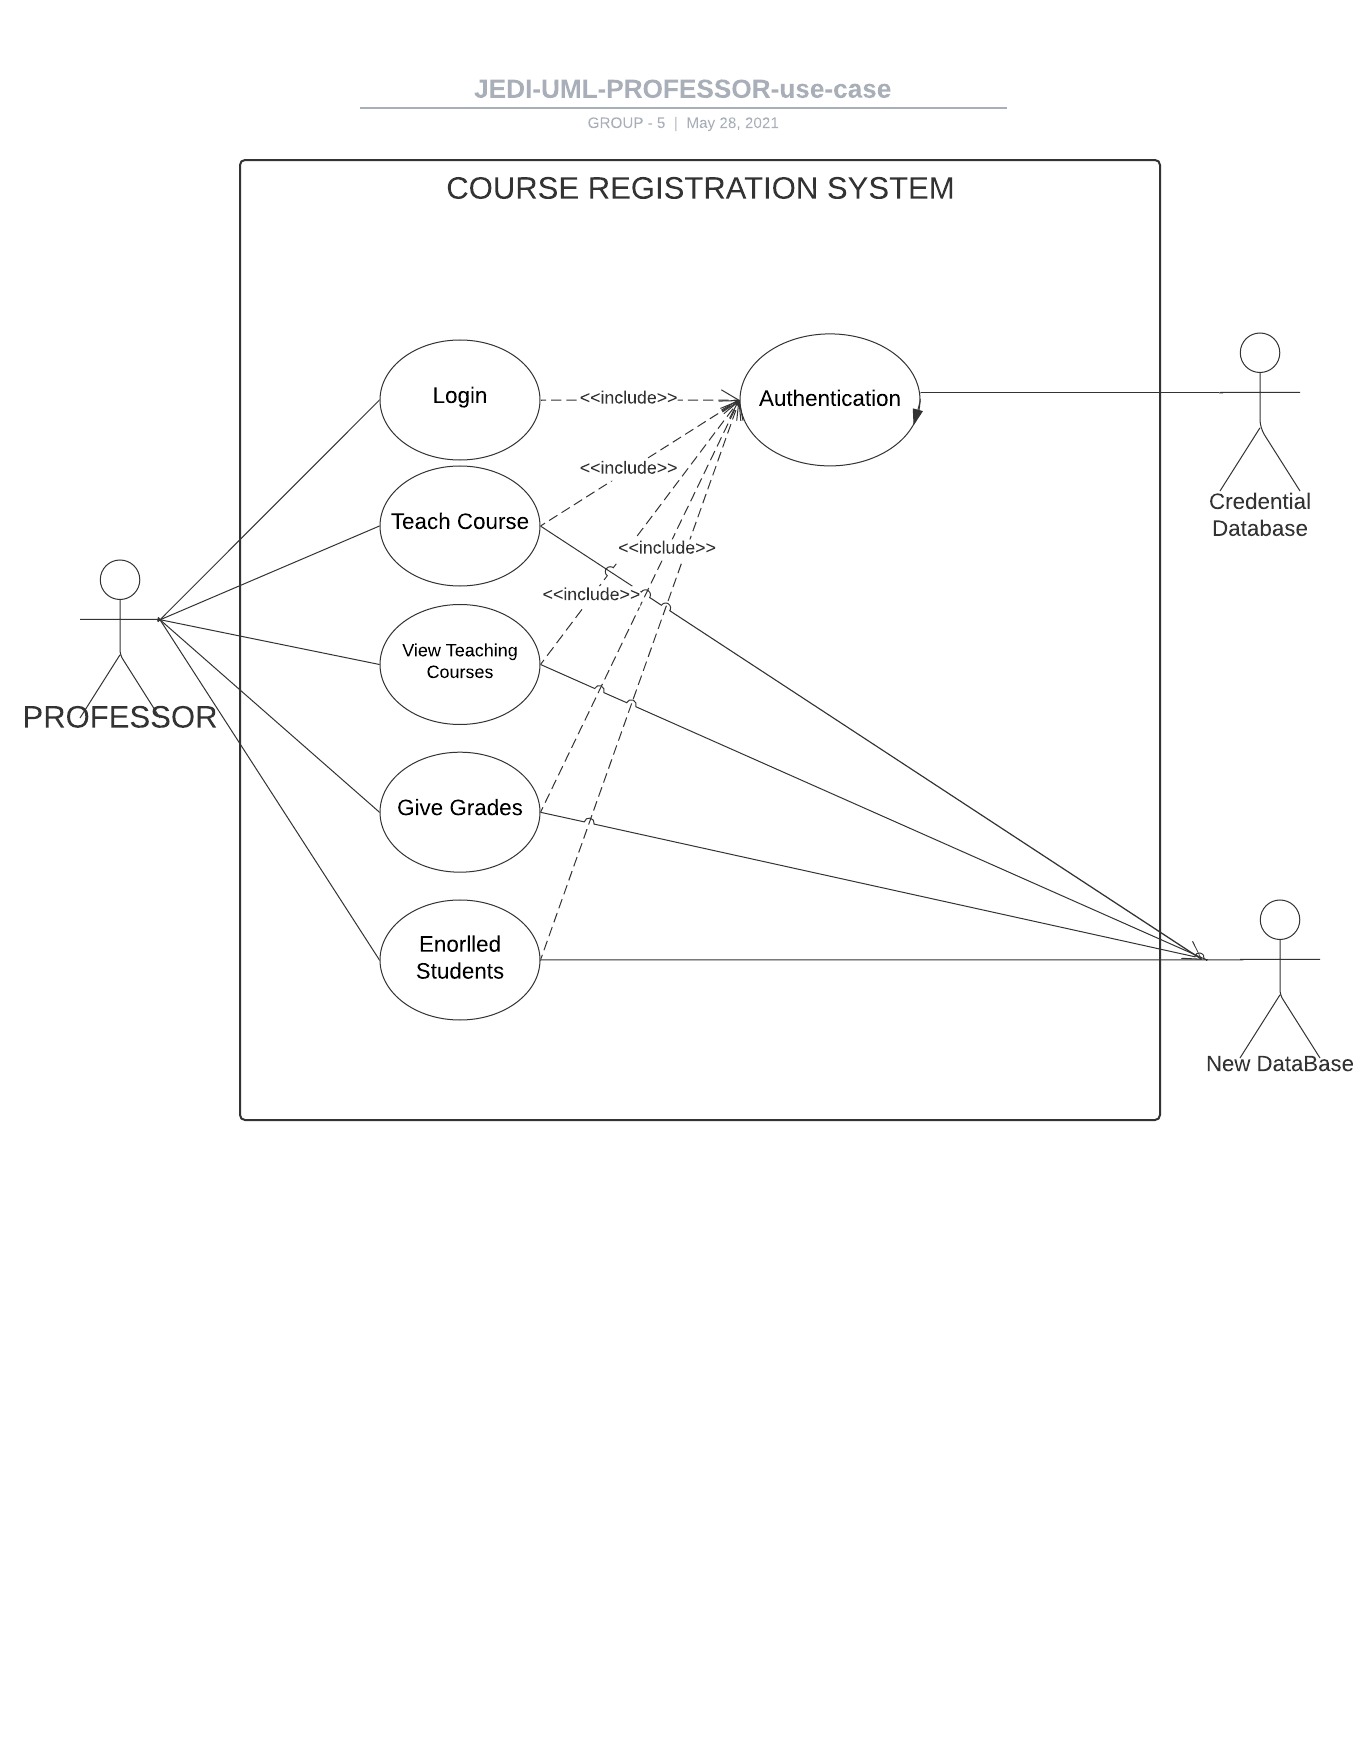 JEDI-UML-PROFESSOR-use-case
GROUP - 5 | May 28, 2021
COURSE REGISTRATION SYSTEM
Login
<<include>>
Authentication
<<include>>
Credential
Database
Teach Course
<<include>>
<<include>>
View Teaching
Courses
PROFESSOR
Give Grades
Enorlled
Students
New DataBase